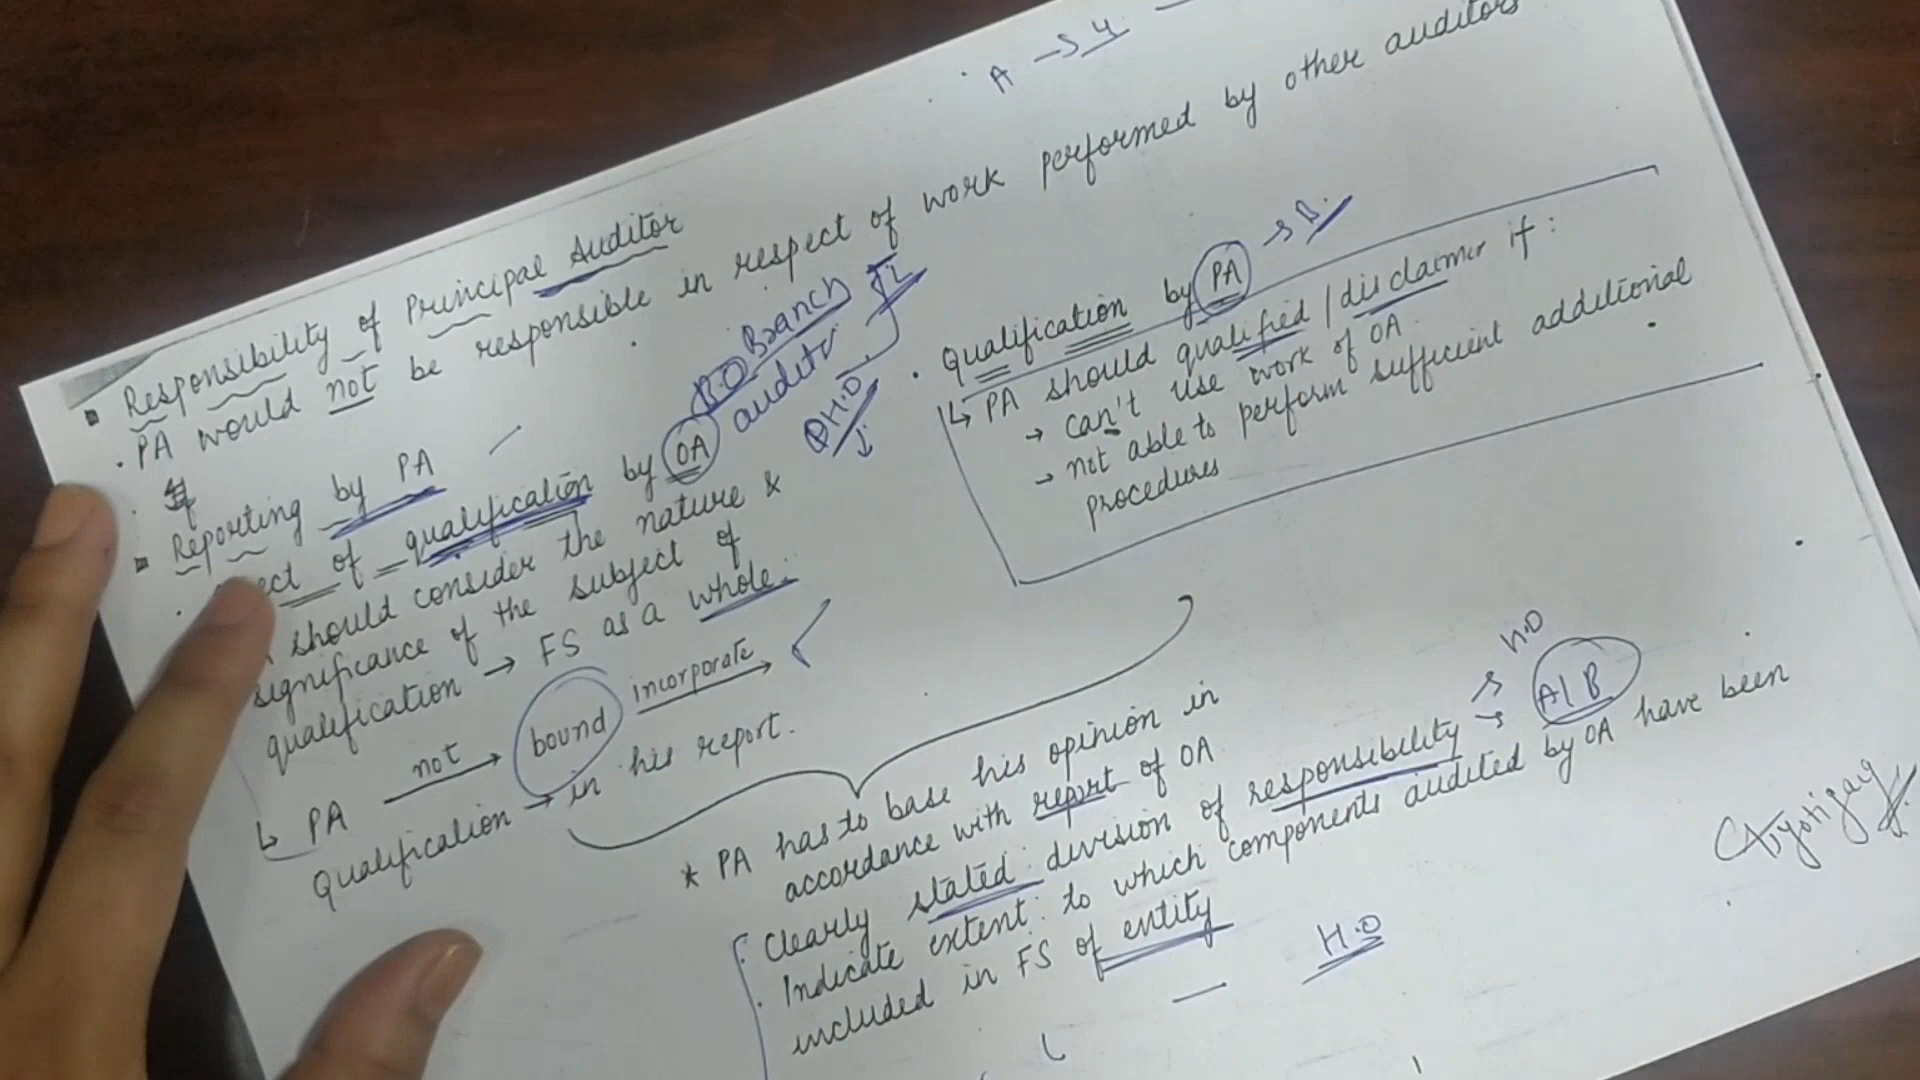 A → 4
Responsibility of Principal Auditor
PA would not be responsible in respect of work performed by other auditors
Reporting by PA
of qualification by OA
should consider the nature &
significance of the subject of
qualification → FS as a whole.
PA not → bound incorporate →
Qualification → in his report.
B.O Branch
auditor
H.O
Qualification by PA → B.
PA should qualified / disclaimer if :
→ can't use work of OA
→ not able to perform sufficient additional
procedures
* PA has to base his opinion in
accordance with report of OA
Clearly stated : division of responsibility → H.O
→ A/B
Indicate extent : to which components audited by OA have been
included in FS of entity
H.O